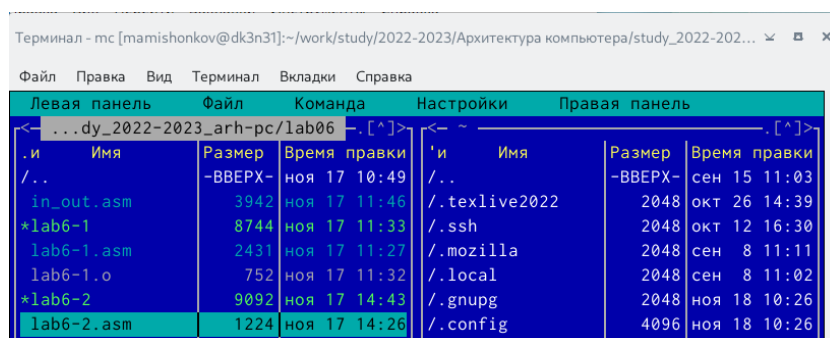 Терминал - mc [mamishonkov@dk3n31]:~/work/study/2022-2023/Архитектура компьютера/study_2022-202...
Файл Правка Вид Терминал Вкладки Справка
Левая панель Файл Команда Настройки Правая панель
<- ...dy_2022-2023_arh-pc/lab06 -.[^]> <- ~ .[^]>
.и Имя Размер Время правки 'и Имя Размер Время правки
/.. -ВВЕРХ- ноя 17 10:49 /.. -ВВЕРХ- сен 15 11:03
in_out.asm 3942 ноя 17 11:46 /.texlive2022 2048 окт 26 14:39
*lab6-1 8744 ноя 17 11:33 /.ssh 2048 окт 12 16:30
lab6-1.asm 2431 ноя 17 11:27 /.mozilla 2048 сен 8 11:11
lab6-1.o 752 ноя 17 11:32 /.local 2048 сен 8 11:02
*lab6-2 9092 ноя 17 14:43 /.gnupg 2048 ноя 18 10:26
lab6-2.asm 1224 ноя 17 14:26 /.config 4096 ноя 18 10:26